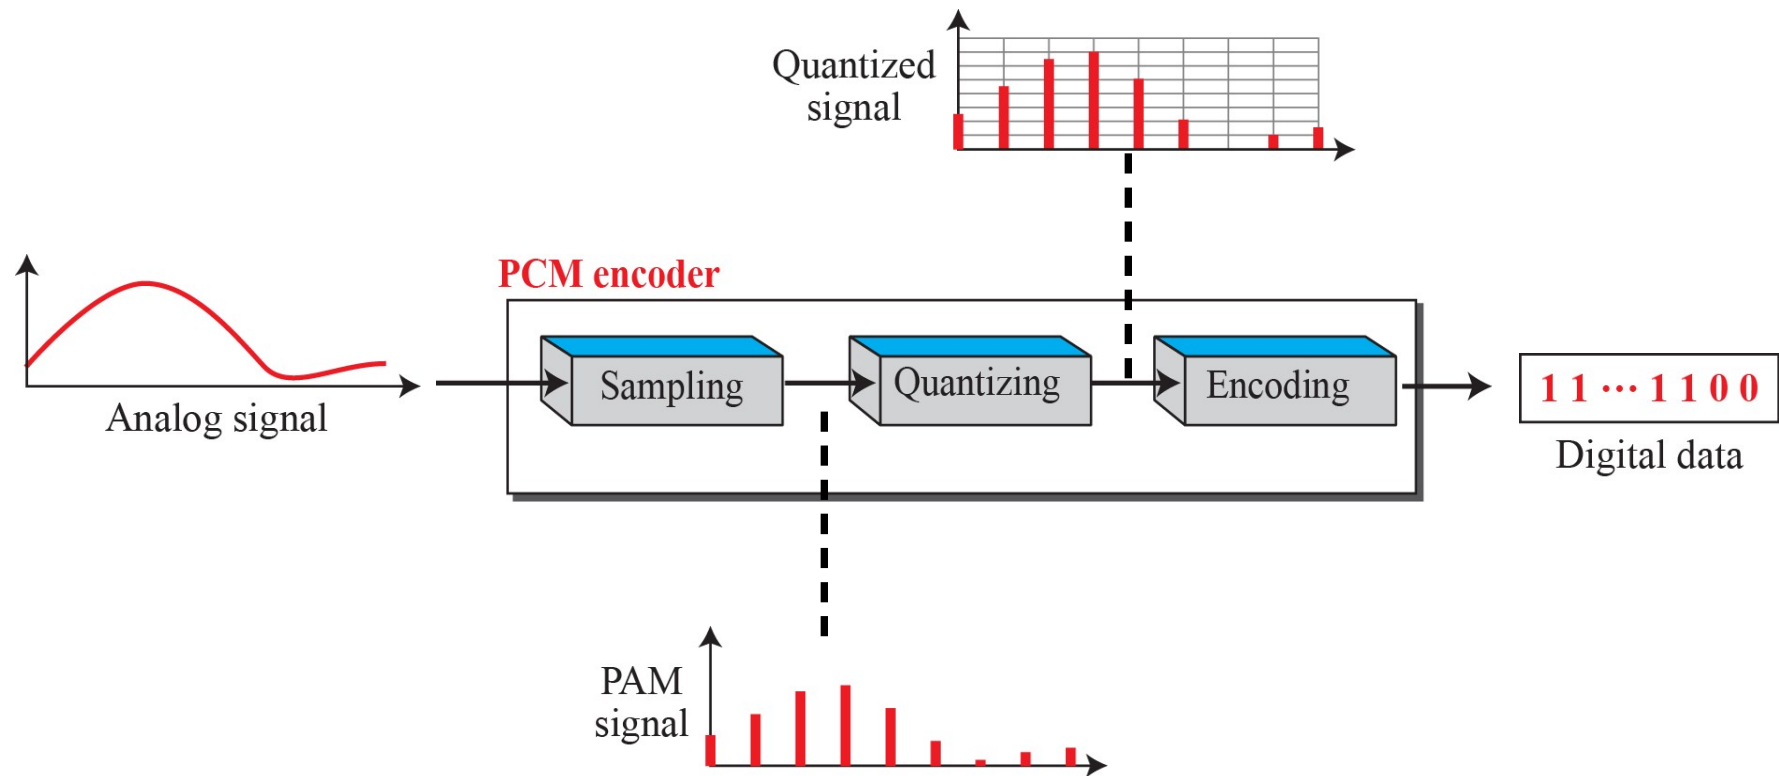 Quantized
signal
PCM encoder
Analog signal
Sampling
Quantizing
Encoding
1 1 ··· 1 1 0 0
Digital data
PAM
signal